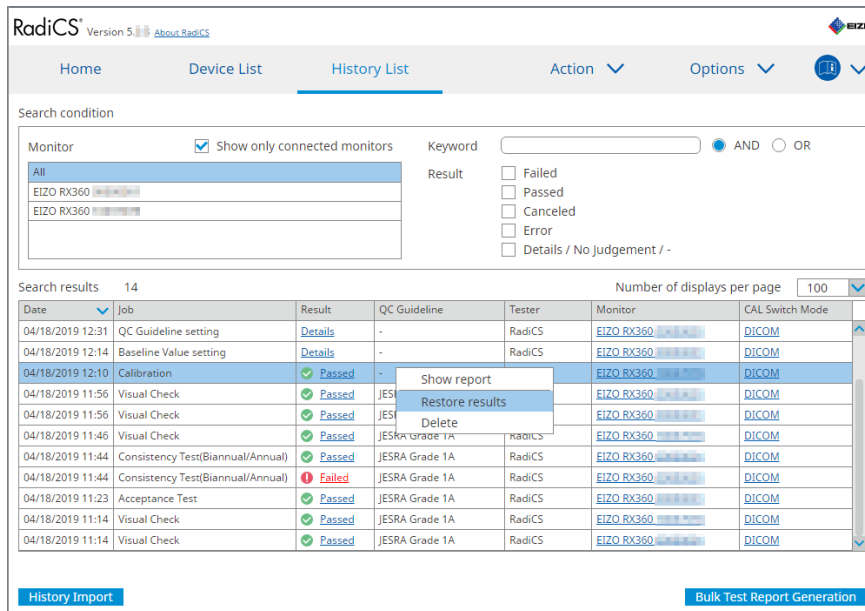 RadiCS® Version 5. About RadiCS EIZO
Home Device List History List Action Options
Search condition
Monitor Show only connected monitors Keyword AND OR
All
EIZO RX360
EIZO RX360
Result Failed
Passed
Canceled
Error
Details / No Judgement / -
Search results 14 Number of displays per page 100
Date Job Result QC Guideline Tester Monitor CAL Switch Mode
04/18/2019 12:31 QC Guideline setting Details - RadiCS EIZO RX360 DICOM
04/18/2019 12:14 Baseline Value setting Details - RadiCS EIZO RX360 DICOM
04/18/2019 12:10 Calibration Passed - EIZO RX360 DICOM
Show report
Restore results
Delete
04/18/2019 11:56 Visual Check Passed EIZO RX360 DICOM
04/18/2019 11:56 Visual Check Passed EIZO RX360 DICOM
04/18/2019 11:46 Visual Check Passed JESRA Grade 1A RadiCS EIZO RX360 DICOM
04/18/2019 11:44 Consistency Test(Biannual/Annual) Passed JESRA Grade 1A RadiCS EIZO RX360 DICOM
04/18/2019 11:44 Consistency Test(Biannual/Annual) Failed JESRA Grade 1A RadiCS EIZO RX360 DICOM
04/18/2019 11:23 Acceptance Test Passed JESRA Grade 1A RadiCS EIZO RX360 DICOM
04/18/2019 11:14 Visual Check Passed JESRA Grade 1A RadiCS EIZO RX360 DICOM
04/18/2019 11:14 Visual Check Passed JESRA Grade 1A RadiCS EIZO RX360 DICOM
History Import Bulk Test Report Generation